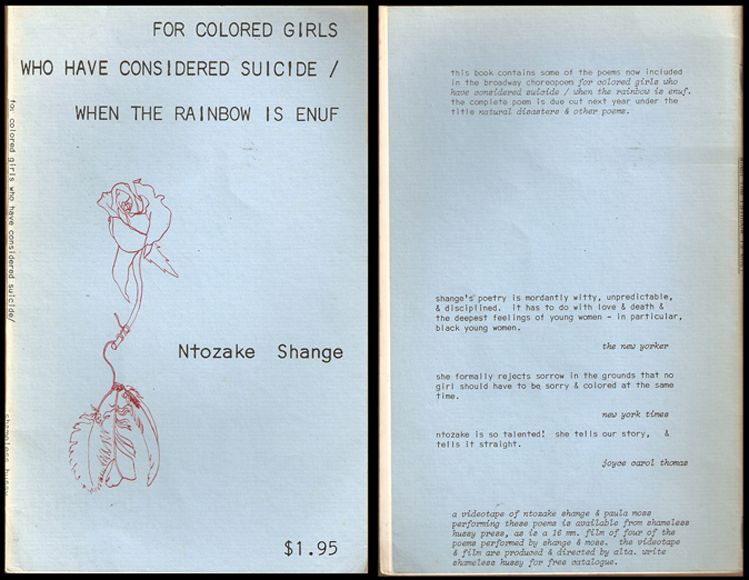 FOR COLORED GIRLS
WHO HAVE CONSIDERED SUICIDE /
WHEN THE RAINBOW IS ENUF
for colored girls who have considered suicide/
Ntozake Shange
shameless hussy
$1.95
this book contains some of the poems now included
in the broadway choreopoem for colored girls who
have considered suicide / when the rainbow is enuf.
the complete poem is due out next year under the
title natural disasters & other poems.
shange's poetry is mordantly witty, unpredictable,
& disciplined. it has to do with love & death &
the deepest feelings of young women - in particular,
black young women.
the new yorker
she formally rejects sorrow in the grounds that no
girl should have to be sorry & colored at the same
time.
new york times
ntozake is so talented! she tells our story, &
tells it straight.
joyce carol thomas
a videotape of ntozake shange & paula moss
performing these poems is available from shameless
hussy press, as is a 16 mm. film of four of the
poems performed by shange & moss. the videotape
& film are produced & directed by alta. write
shameless hussy for free catalogue.